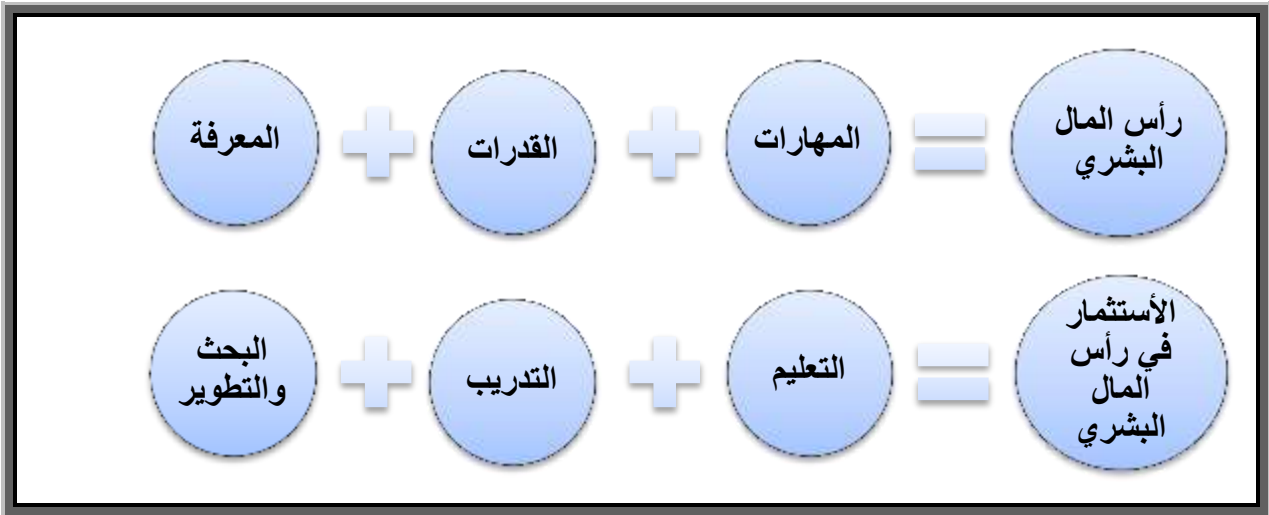 رأس المال
البشري
=
المهارات
+
القدرات
+
المعرفة
الأستثمار
في رأس
المال
البشري
=
التعليم
+
التدريب
+
البحث
والتطوير